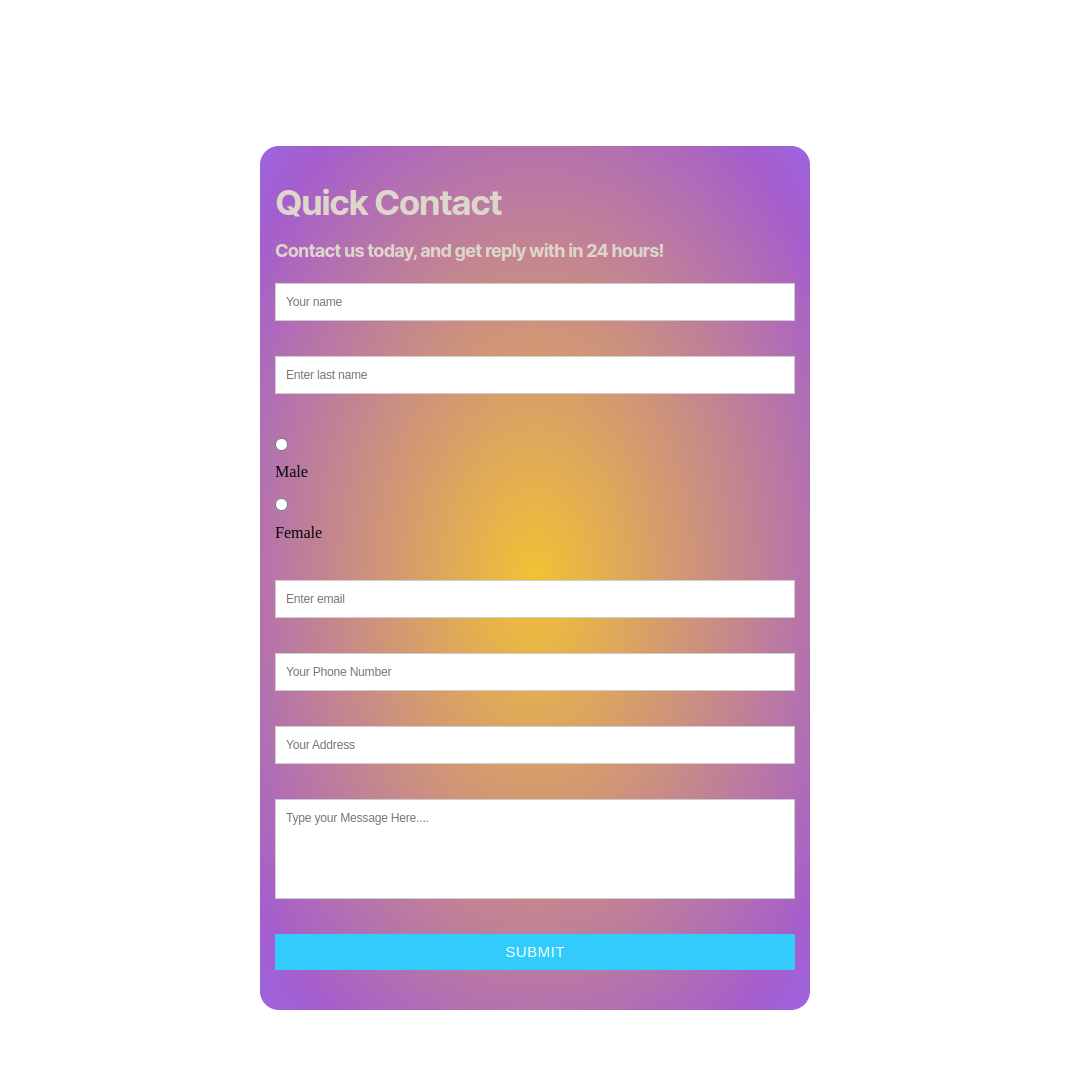 Quick Contact
Contact us today, and get reply with in 24 hours!
Your name
Enter last name
Male
Female
Enter email
Your Phone Number
Your Address
Type your Message Here....
SUBMIT